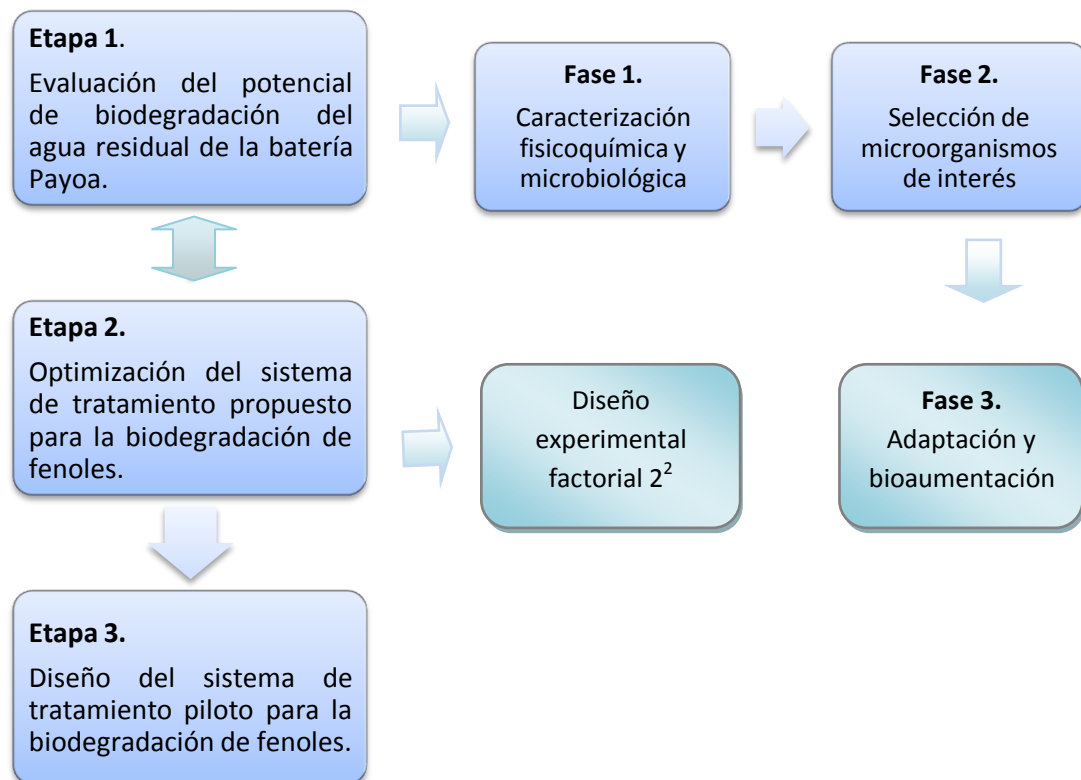 Etapa 1.
Evaluación del potencial
de biodegradación del
agua residual de la batería
Payoa.
Fase 1.
Caracterización
fisicoquímica y
microbiológica
Fase 2.
Selección de
microorganismos
de interés
Etapa 2.
Optimización del sistema
de tratamiento propuesto
para la biodegradación de
fenoles.
Diseño
experimental
factorial 2²
Fase 3.
Adaptación y
bioaumentación
Etapa 3.
Diseño del sistema de
tratamiento piloto para la
biodegradación de fenoles.